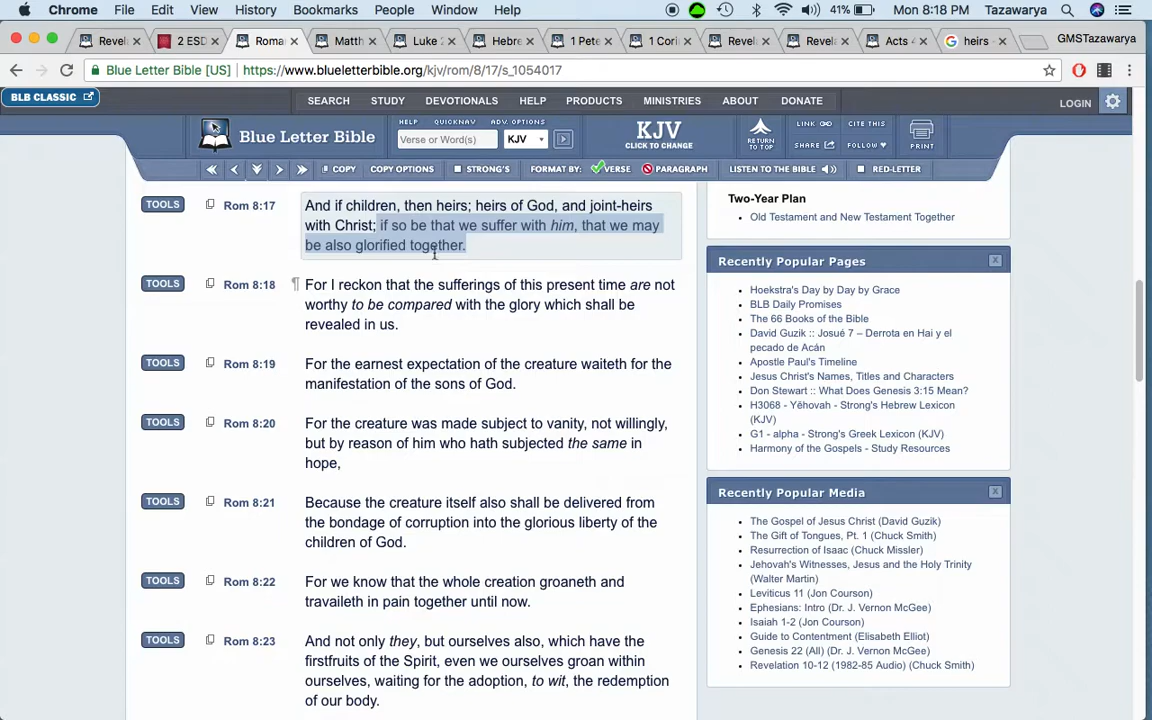 Chrome File Edit View History Bookmarks People Window Help 41% Mon 8:18 PM Tazawarya
Revel 2 ESD Roma Matth Luke 2 Hebre 1 Pete 1 Cori Revel Revel Acts 4 heirs - GMSTazawarya
Blue Letter Bible [US] https://www.blueletterbible.org/kjv/rom/8/17/s_1054017
BLB CLASSIC SEARCH STUDY DEVOTIONALS HELP PRODUCTS MINISTRIES ABOUT DONATE LOGIN
Blue Letter Bible
HELP QUICKNAV ADV. OPTIONS
Verse or Word(s) KJV
KJV
CLICK TO CHANGE
RETURN TO TOP
LINK CITE THIS
SHARE FOLLOW
PRINT
COPY COPY OPTIONS STRONG'S FORMAT BY: VERSE PARAGRAPH LISTEN TO THE BIBLE RED-LETTER
TOOLS Rom 8:17 And if children, then heirs; heirs of God, and joint-heirs
with Christ; if so be that we suffer with him, that we may
be also glorified together.
TOOLS Rom 8:18 ¶ For I reckon that the sufferings of this present time are not
worthy to be compared with the glory which shall be
revealed in us.
TOOLS Rom 8:19 For the earnest expectation of the creature waiteth for the
manifestation of the sons of God.
TOOLS Rom 8:20 For the creature was made subject to vanity, not willingly,
but by reason of him who hath subjected the same in
hope,
TOOLS Rom 8:21 Because the creature itself also shall be delivered from
the bondage of corruption into the glorious liberty of the
children of God.
TOOLS Rom 8:22 For we know that the whole creation groaneth and
travaileth in pain together until now.
TOOLS Rom 8:23 And not only they, but ourselves also, which have the
firstfruits of the Spirit, even we ourselves groan within
ourselves, waiting for the adoption, to wit, the redemption
of our body.
Two-Year Plan
Old Testament and New Testament Together
Recently Popular Pages
Hoekstra's Day by Day by Grace
BLB Daily Promises
The 66 Books of the Bible
David Guzik :: Josué 7 – Derrota en Hai y el
pecado de Acán
Apostle Paul's Timeline
Jesus Christ's Names, Titles and Characters
Don Stewart :: What Does Genesis 3:15 Mean?
H3068 - Yĕhovah - Strong's Hebrew Lexicon
(KJV)
G1 - alpha - Strong's Greek Lexicon (KJV)
Harmony of the Gospels - Study Resources
Recently Popular Media
The Gospel of Jesus Christ (David Guzik)
The Gift of Tongues, Pt. 1 (Chuck Smith)
Resurrection of Isaac (Chuck Missler)
Jehovah's Witnesses, Jesus and the Holy Trinity
(Walter Martin)
Leviticus 11 (Jon Courson)
Ephesians: Intro (Dr. J. Vernon McGee)
Isaiah 1-2 (Jon Courson)
Guide to Contentment (Elisabeth Elliot)
Genesis 22 (All) (Dr. J. Vernon McGee)
Revelation 10-12 (1982-85 Audio) (Chuck Smith)